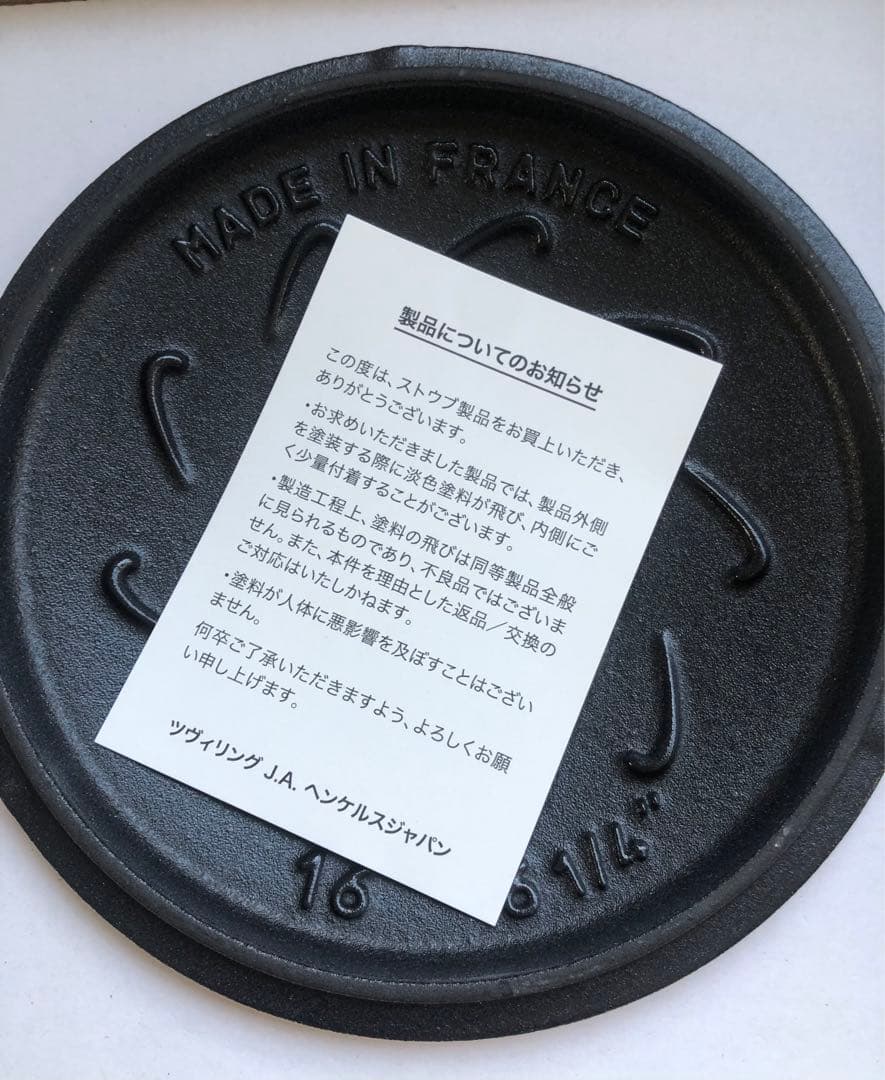 MADE IN FRANCE
製品についてのお知らせ
この度は、ストウブ製品をお買上いただき、
ありがとうございます。
・お求めいただきました製品では、製品外側
を塗装する際に淡色塗料が飛び、内側にご
く少量付着することがございます。
・製造工程上、塗料の飛びは同等製品全般
に見られるものであり、不良品ではございま
せん。また、本件を理由とした返品／交換の
ご対応はいたしかねます。
・塗料が人体に悪影響を及ぼすことはござい
ません。
何卒ご了承いただきますよう、よろしくお願
い申し上げます。
ツヴィリング J.A. ヘンケルスジャパン
16 6 1/4"